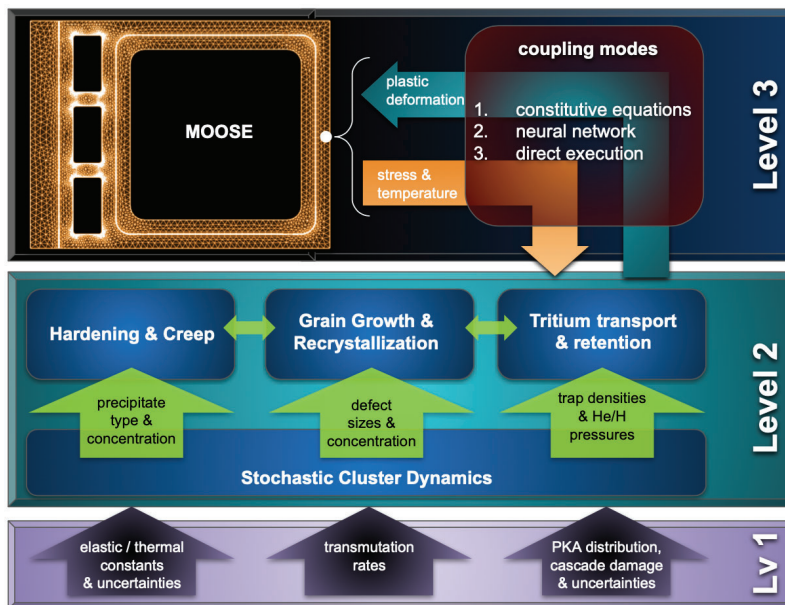 coupling modes
MOOSE
plastic
deformation
1. constitutive equations
2. neural network
3. direct execution
stress &
temperature
Level 3
Hardening & Creep
Grain Growth &
Recrystallization
Tritium transport
& retention
precipitate
type &
concentration
defect
sizes &
concentration
trap densities
& He/H
pressures
Stochastic Cluster Dynamics
Level 2
elastic / thermal
constants
& uncertainties
transmutation
rates
PKA distribution,
cascade damage
& uncertainties
Lv 1